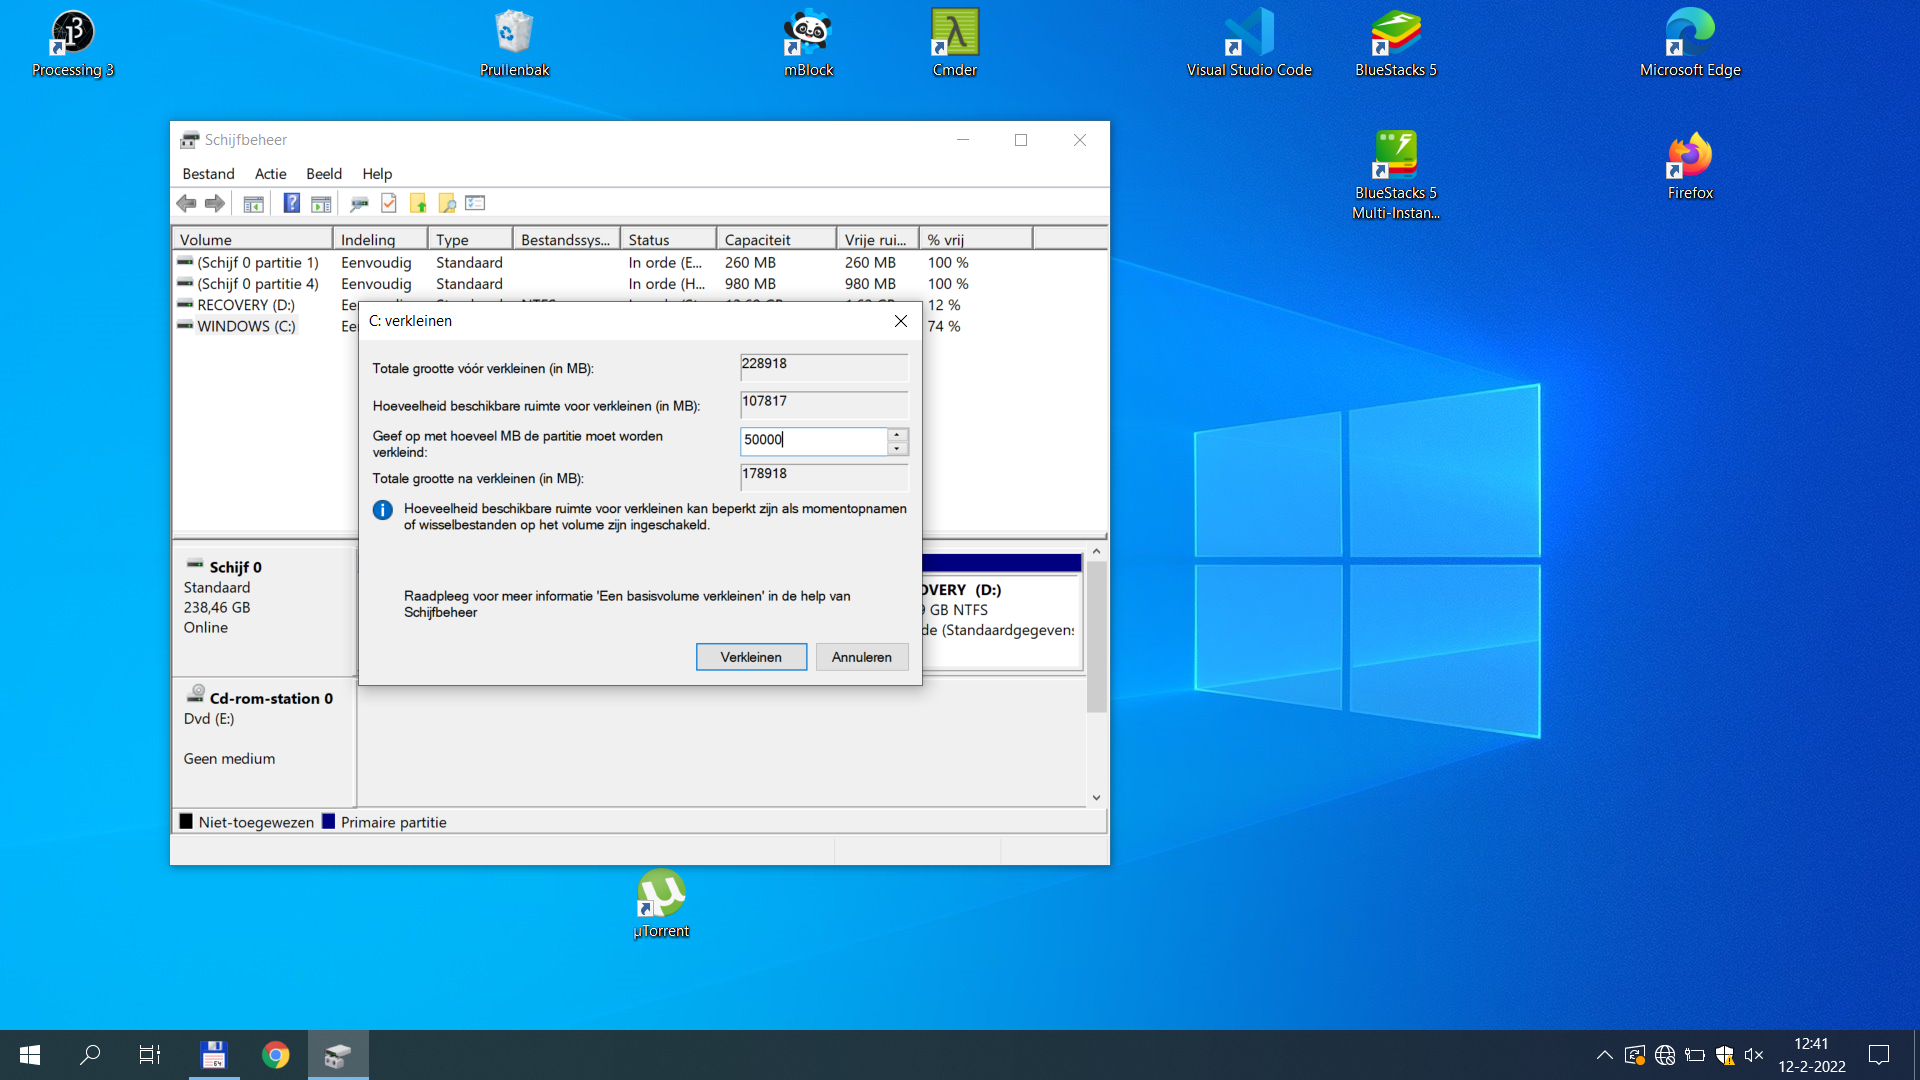 Processing 3
Prullenbak
mBlock
Cmder
Visual Studio Code
BlueStacks 5
Microsoft Edge
BlueStacks 5
Multi-Instan...
Firefox
Schijfbeheer
Bestand Actie Beeld Help
Volume Indeling Type Bestandssys... Status Capaciteit Vrije rui... % vrij
(Schijf 0 partitie 1) Eenvoudig Standaard In orde (E... 260 MB 260 MB 100 %
(Schijf 0 partitie 4) Eenvoudig Standaard In orde (H... 980 MB 980 MB 100 %
RECOVERY (D:) 12 %
WINDOWS (C:) 74 %
C: verkleinen
Totale grootte vóór verkleinen (in MB): 228918
Hoeveelheid beschikbare ruimte voor verkleinen (in MB): 107817
Geef op met hoeveel MB de partitie moet worden
verkleind: 50000
Totale grootte na verkleinen (in MB): 178918
Hoeveelheid beschikbare ruimte voor verkleinen kan beperkt zijn als momentopnamen
of wisselbestanden op het volume zijn ingeschakeld.
Raadpleeg voor meer informatie 'Een basisvolume verkleinen' in de help van
Schijfbeheer
Verkleinen Annuleren
Schijf 0
Standaard
238,46 GB
Online
OVERY (D:)
GB NTFS
de (Standaardgegevens
Cd-rom-station 0
Dvd (E:)
Geen medium
Niet-toegewezen Primaire partitie
µTorrent
64
12:41
12-2-2022